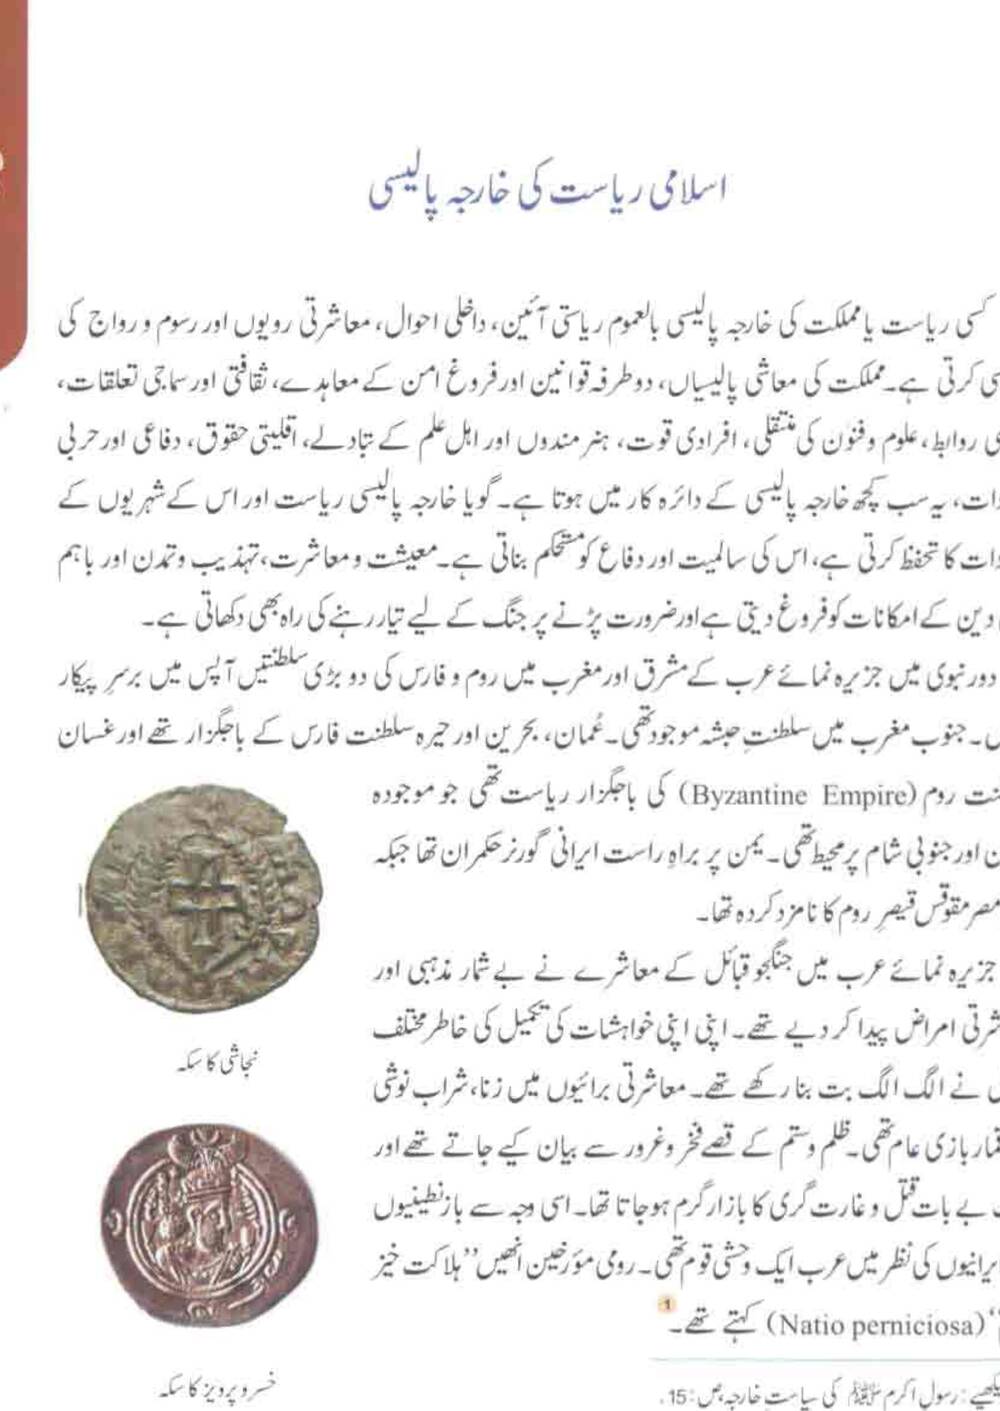 اسلامی ریاست کی خارجہ پالیسی
کسی ریاست یا مملکت کی خارجہ پالیسی بالعموم ریاستی آئین، داخلی احوال، معاشرتی رویوں اور رسوم و رواج کی
سی کرتی ہے۔ مملکت کی معاشی پالیسیاں، دوطرفہ قوانین اور فروغ امن کے معاہدے، ثقافتی اور سماجی تعلقات،
ی روابط، علوم و فنون کی منتقلی، افرادی قوت، ہنر مندوں اور اہل علم کے تبادلے، اقلیتی حقوق، دفاعی اور حربی
دات، یہ سب کچھ خارجہ پالیسی کے دائرہ کار میں ہوتا ہے۔ گویا خارجہ پالیسی ریاست اور اس کے شہریوں کے
دات کا تحفظ کرتی ہے، اس کی سالمیت اور دفاع کو مستحکم بناتی ہے۔ معیشت و معاشرت، تہذیب و تمدن اور باہم
دین کے امکانات کو فروغ دیتی ہے اور ضرورت پڑنے پر جنگ کے لیے تیار رہنے کی راہ بھی دکھاتی ہے۔
دور نبوی میں جزیرہ نمائے عرب کے مشرق اور مغرب میں روم و فارس کی دو بڑی سلطنتیں آپس میں برسر پیکار
ں۔ جنوب مغرب میں سلطنتِ حبشہ موجود تھی۔ عُمان، بحرین اور حیرہ سلطنت فارس کے باجگزار تھے اور غسان
نت روم (Byzantine Empire) کی باجگزار ریاست تھی جو موجودہ
ن اور جنوبی شام پر محیط تھی۔ یمن پر براہِ راست ایرانی گورنر حکمران تھا جبکہ
مصر مقوقس قیصرِ روم کا نامزد کردہ تھا۔
جزیرہ نمائے عرب میں جنگجو قبائل کے معاشرے نے بے شمار مذہبی اور
شرتی امراض پیدا کر دیے تھے۔ اپنی اپنی خواہشات کی تکمیل کی خاطر مختلف
نجاشی کا سکہ
ں نے الگ الگ بت بنا رکھے تھے۔ معاشرتی برائیوں میں زنا، شراب نوشی
قمار بازی عام تھی۔ ظلم و ستم کے قصے فخر و غرور سے بیان کیے جاتے تھے اور
بے بات قتل و غارت گری کا بازار گرم ہو جاتا تھا۔ اسی وجہ سے بازنطینیوں
ایرانیوں کی نظر میں عرب ایک وحشی قوم تھی۔ رومی مؤرخین انھیں ’’ہلاکت خیز
‘‘ (Natio perniciosa) کہتے تھے۔ 1
خسرو پرویز کا سکہ
یکھیے: رسول اکرم ﷺ کی سیاست خارجہ، ص: 15.